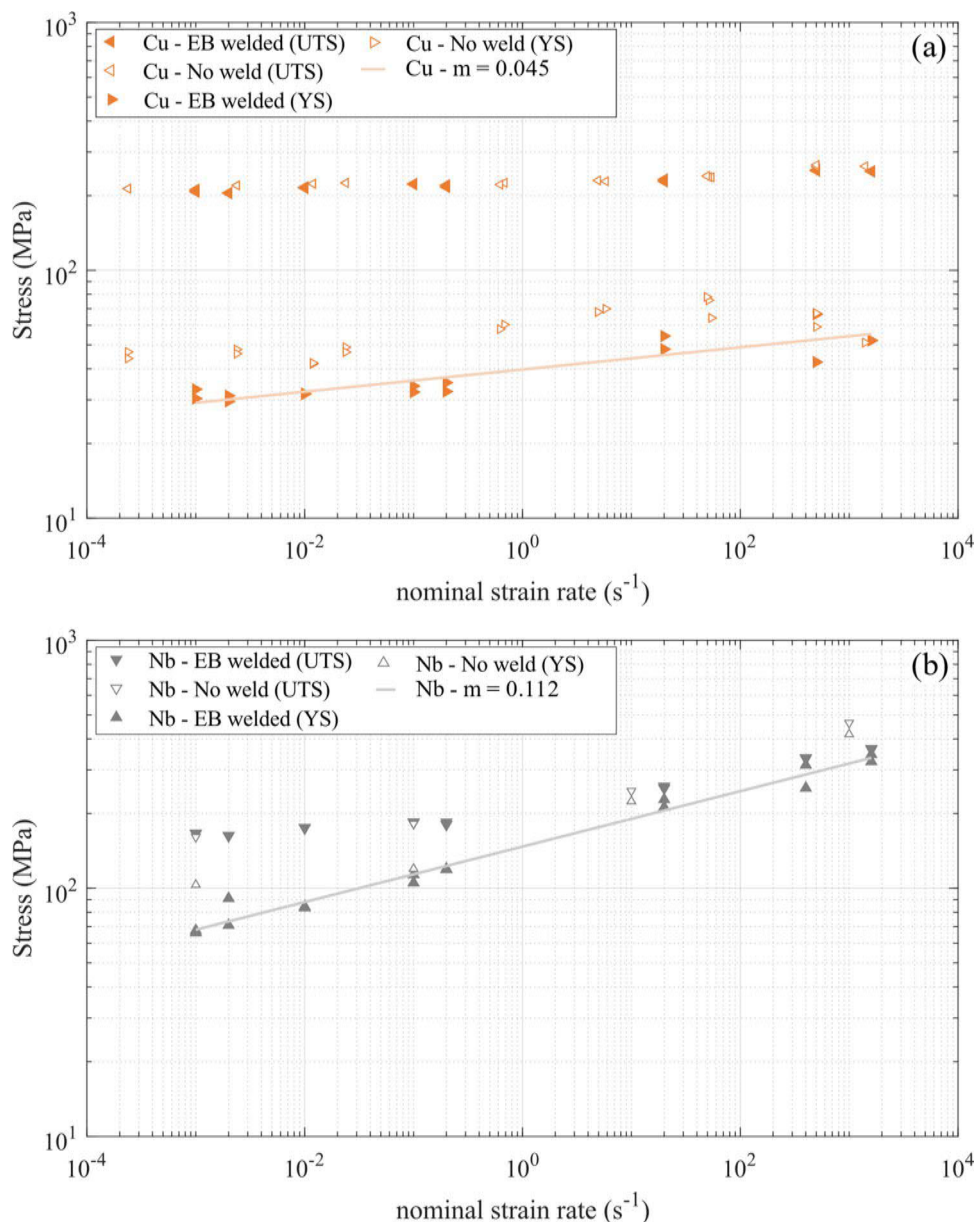 (a)
Cu - EB welded (UTS)
Cu - No weld (YS)
Cu - No weld (UTS)
Cu - m = 0.045
Cu - EB welded (YS)
10³
10²
10¹
Stress (MPa)
10⁻⁴ 10⁻² 10⁰ 10² 10⁴
nominal strain rate (s⁻¹)
(b)
Nb - EB welded (UTS)
Nb - No weld (YS)
Nb - No weld (UTS)
Nb - m = 0.112
Nb - EB welded (YS)
10³
10²
10¹
Stress (MPa)
10⁻⁴ 10⁻² 10⁰ 10² 10⁴
nominal strain rate (s⁻¹)